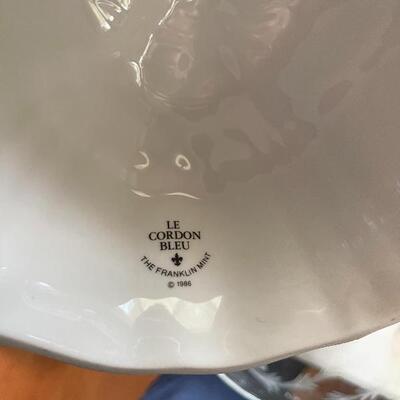 LE
CORDON
BLEU
THE FRANKLIN MINT
© 1986